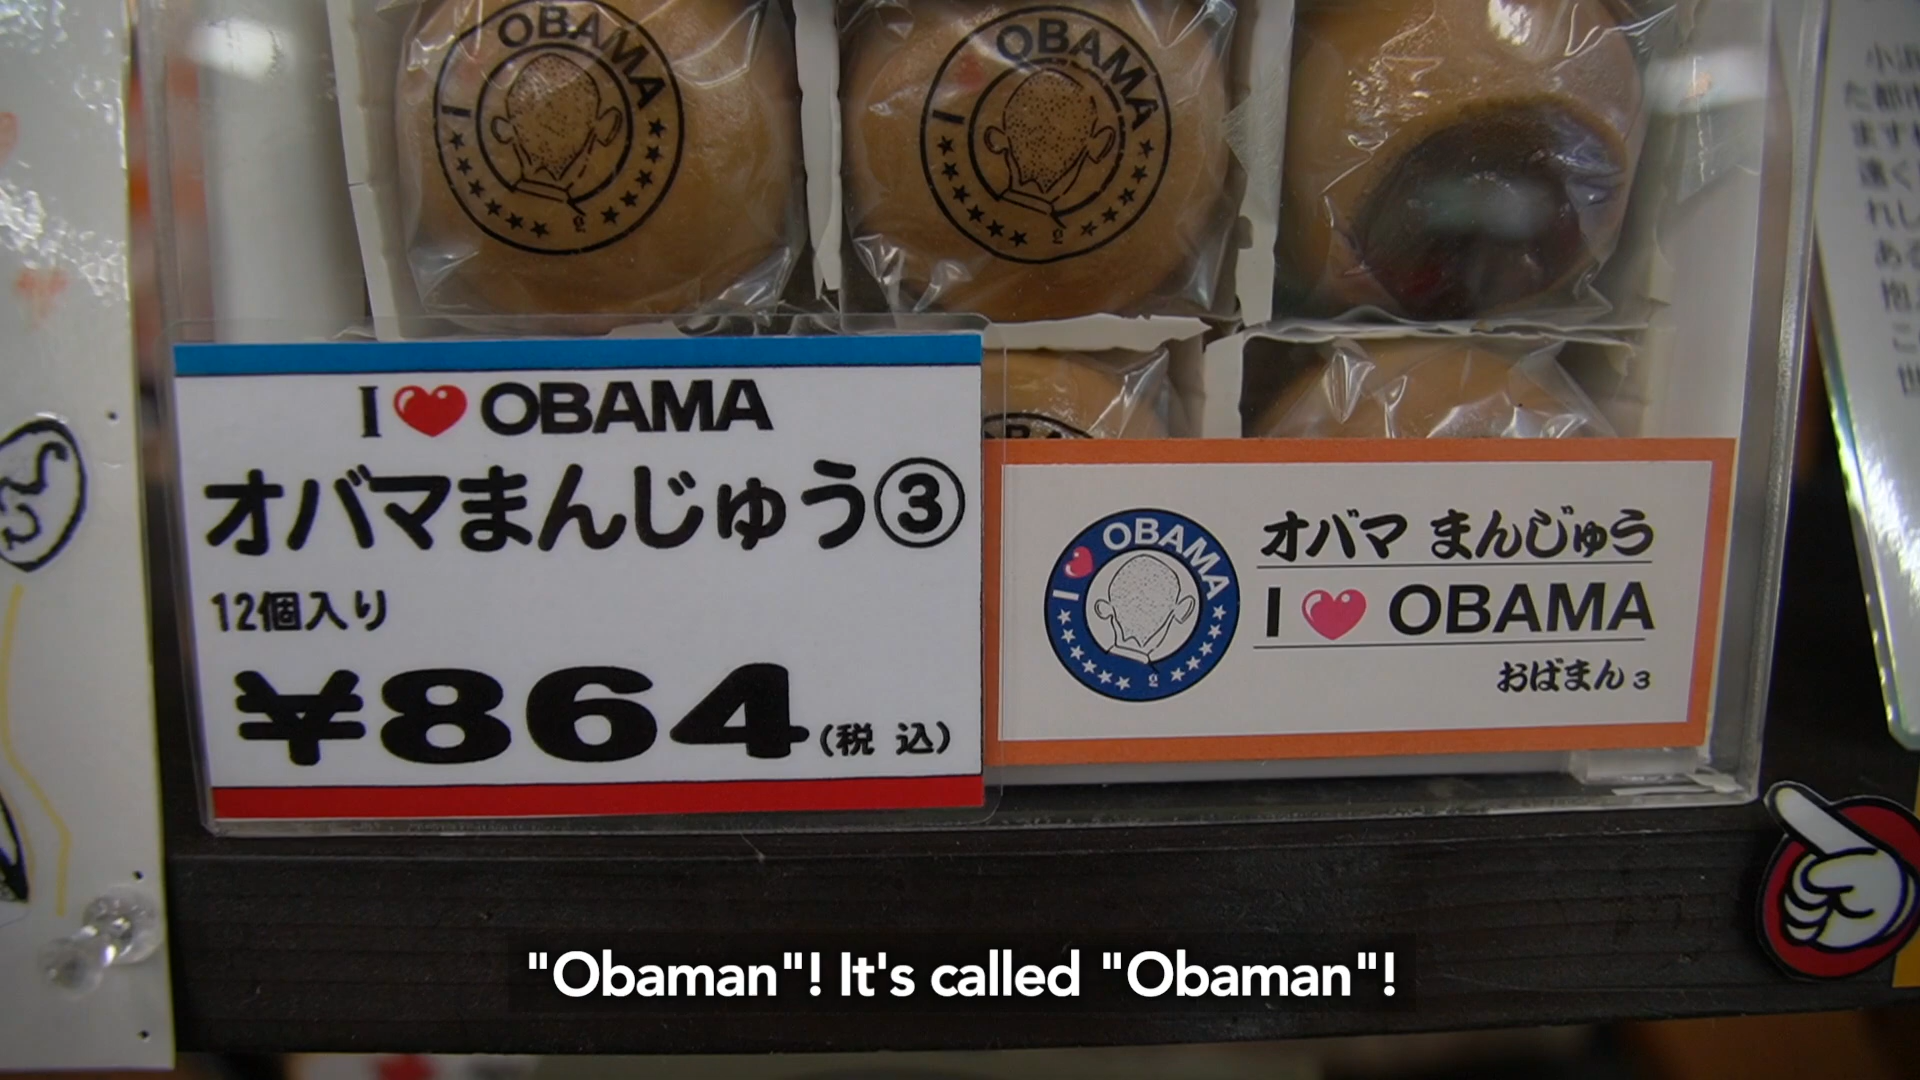 I ❤ OBAMA
I ❤ OBAMA
I ❤ OBAMA
オバマまんじゅう③
12個入り
¥864(税込)
I ❤ OBAMA
オバマ まんじゅう
I ❤ OBAMA
おばまん3
"Obaman"! It's called "Obaman"!